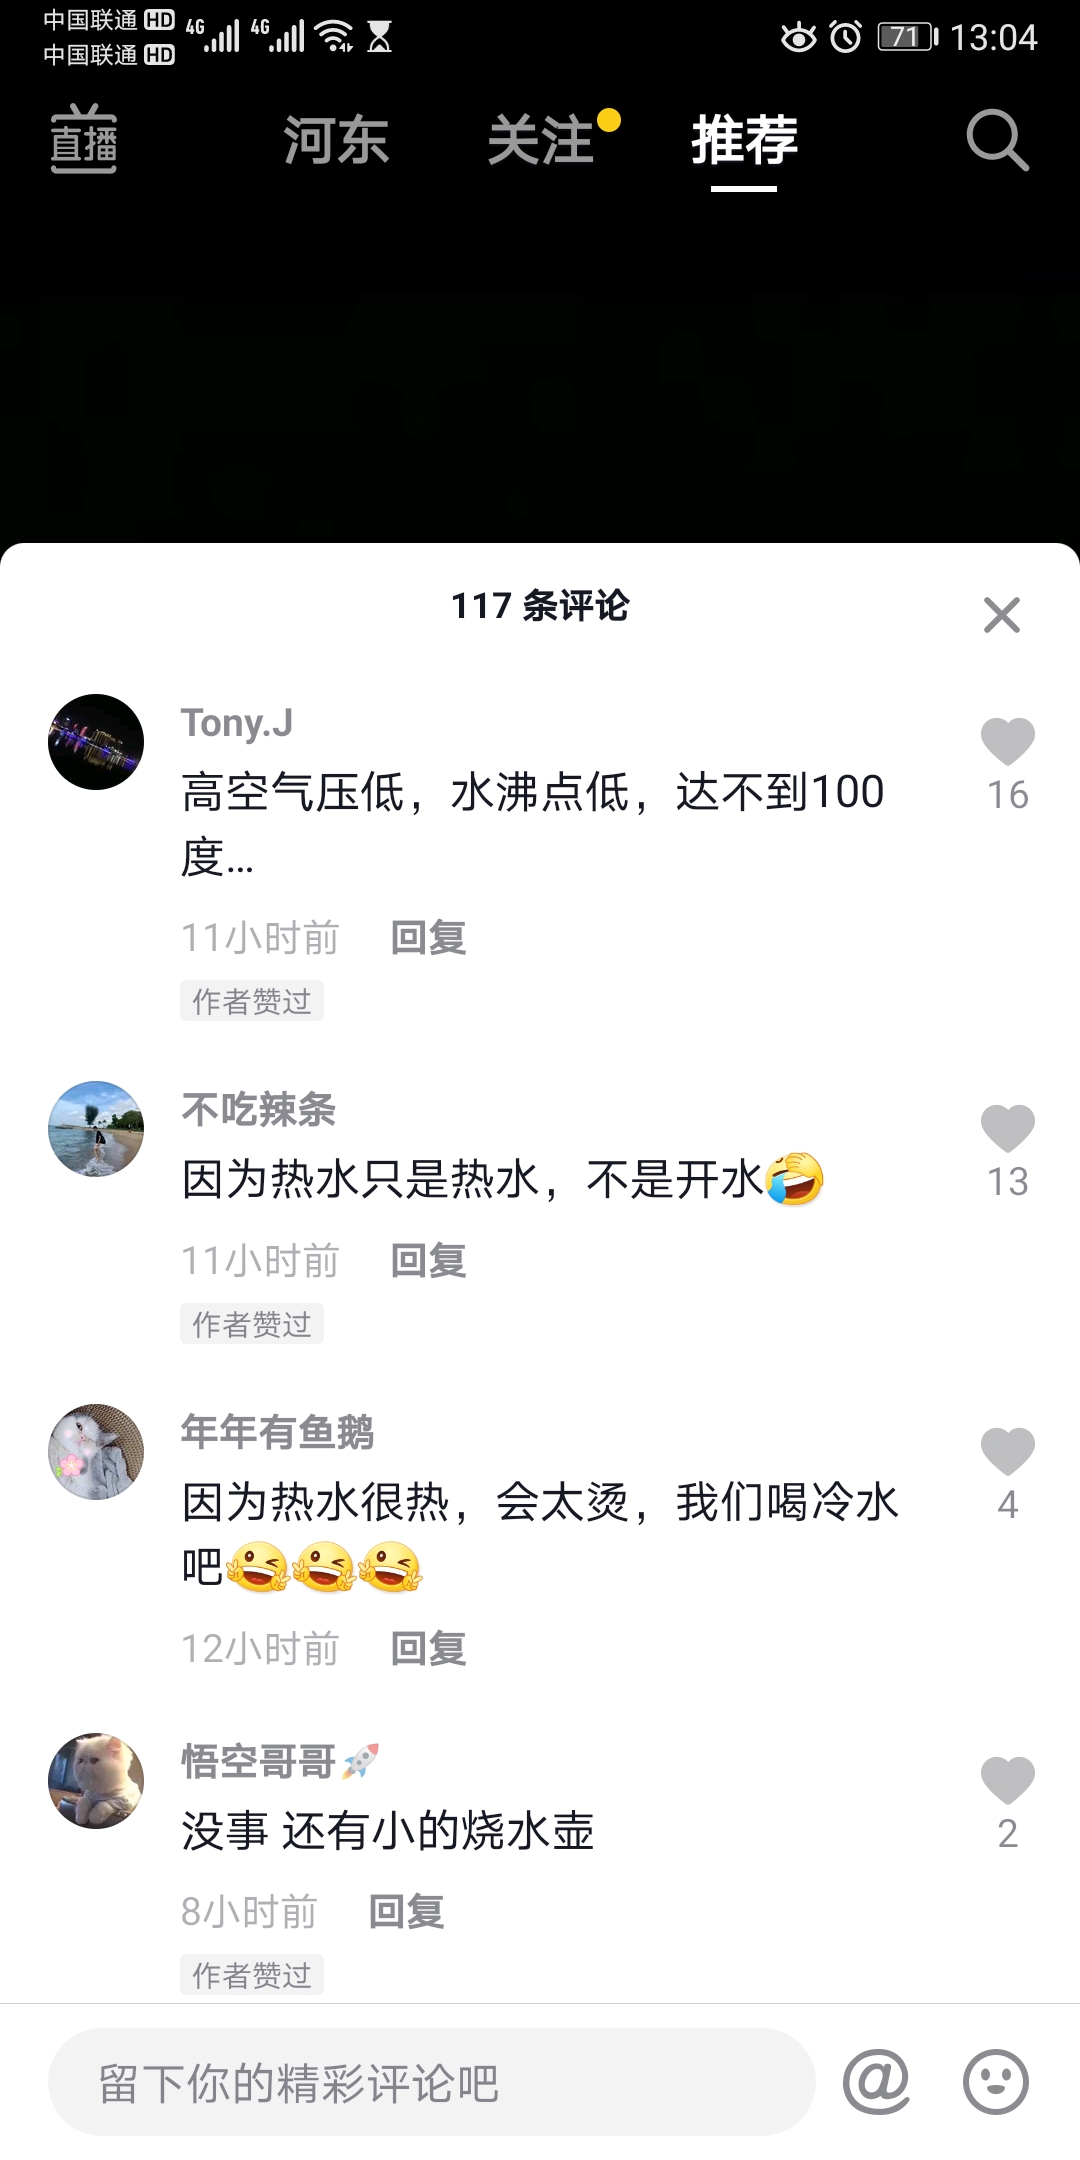 中国联通 HD 4G 4G 71 13:04
中国联通 HD
直播 河东 关注 推荐
117 条评论
Tony.J
高空气压低，水沸点低，达不到100
度...
16
11小时前 回复
作者赞过
不吃辣条
因为热水只是热水，不是开水
13
11小时前 回复
作者赞过
年年有鱼鹅
因为热水很热，会太烫，我们喝冷水
吧
4
12小时前 回复
悟空哥哥🚀
没事 还有小的烧水壶
2
8小时前 回复
作者赞过
留下你的精彩评论吧 @